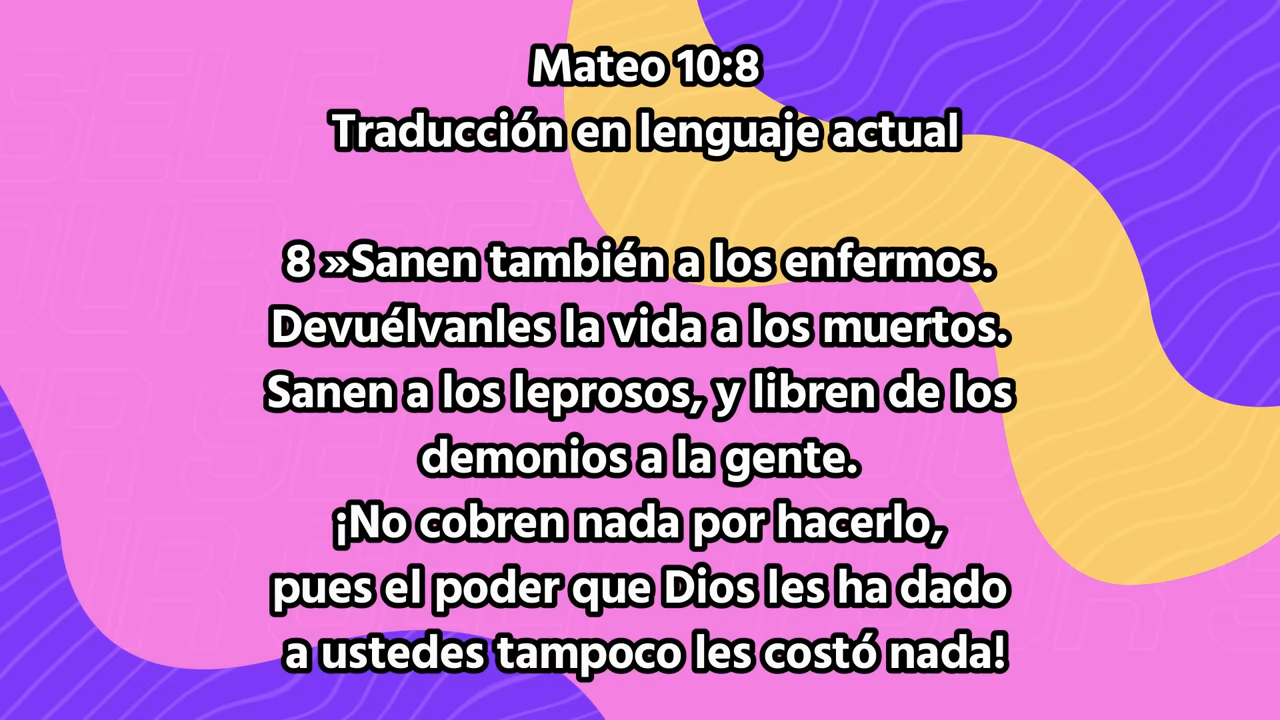 Mateo 10:8
Traducción en lenguaje actual
8 »Sanen también a los enfermos.
Devuélvanles la vida a los muertos.
Sanen a los leprosos, y libren de los
demonios a la gente.
¡No cobren nada por hacerlo,
pues el poder que Dios les ha dado
a ustedes tampoco les costó nada!